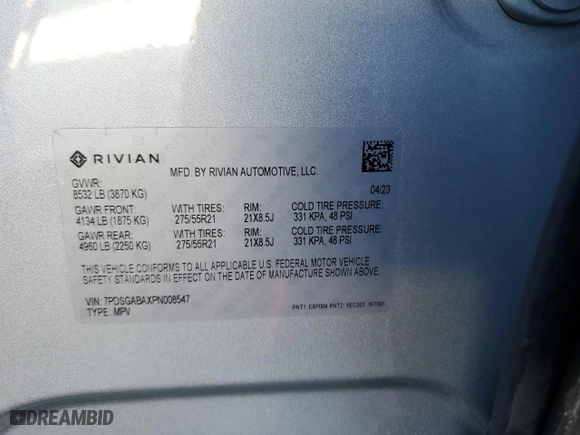 RIVIAN
MFD. BY RIVIAN AUTOMOTIVE, LLC.
GVWR:
8532 LB (3870 KG)
04/23
GAWR FRONT: WITH TIRES: RIM: COLD TIRE PRESSURE:
4134 LB (1875 KG) 275/55R21 21X8.5J 331 KPA, 48 PSI
GAWR REAR: WITH TIRES: RIM: COLD TIRE PRESSURE:
4960 LB (2250 KG) 275/55R21 21X8.5J 331 KPA, 48 PSI
THIS VEHICLE CONFORMS TO ALL APPLICABLE U.S. FEDERAL MOTOR VEHICLE
SAFETY STANDARDS IN EFFECT ON THE DATE OF MANUFACTURE SHOWN ABOVE.
VIN: 7PDSGABAXPN008547
TYPE: MPV
PNT1: EXP004 PNT2: SEC001 INT001
DREAMBID